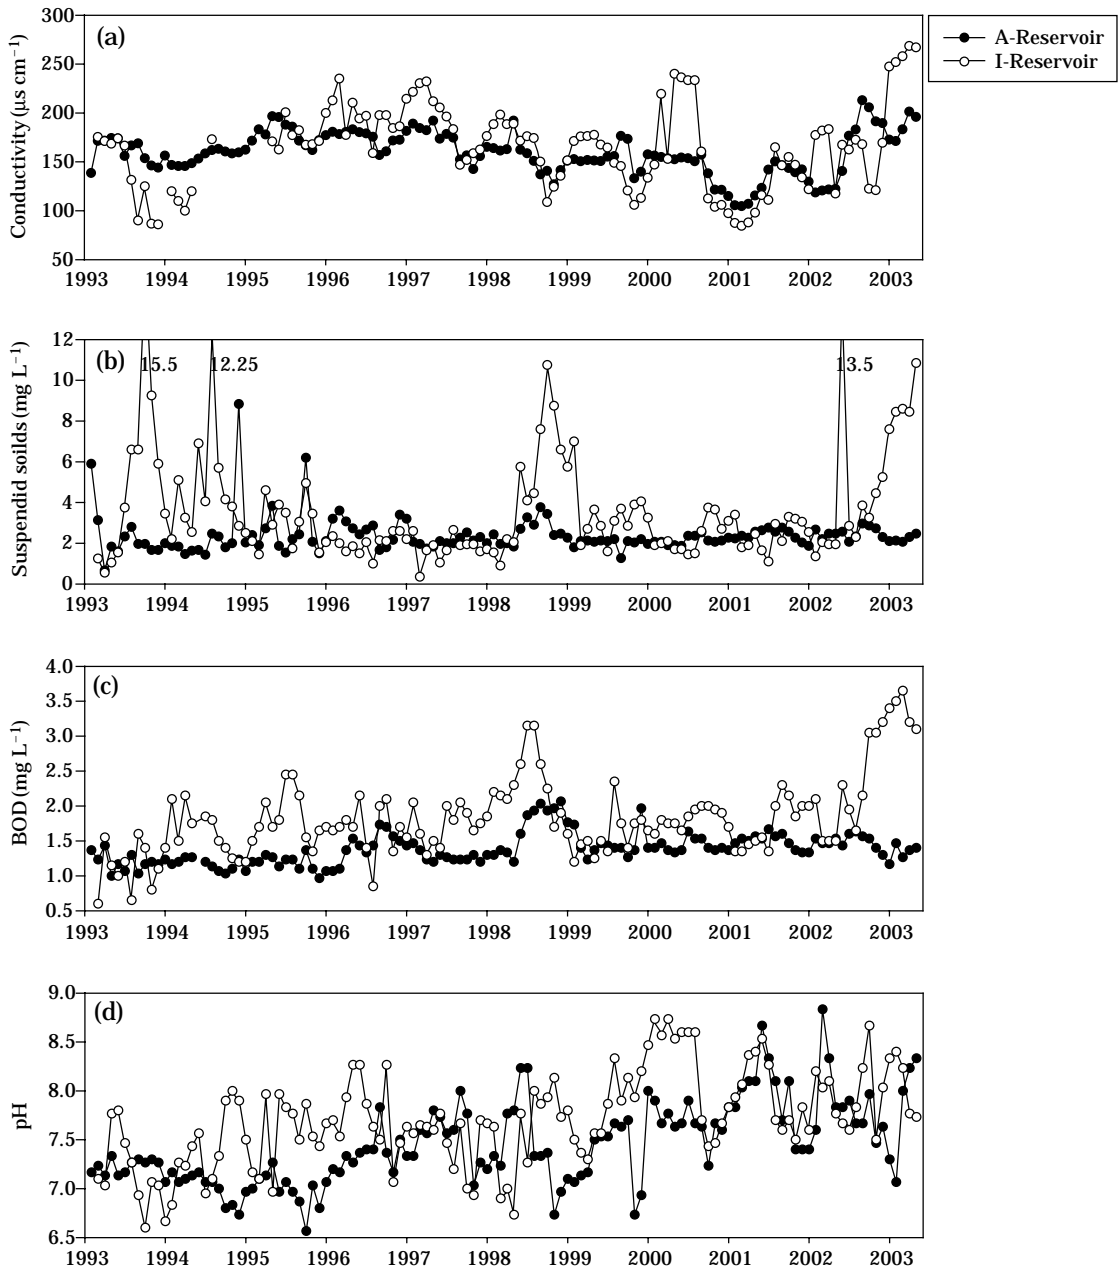 300
250
200
150
100
50
Conductivity (μs cm⁻¹)
(a)
A-Reservoir
I-Reservoir
1993 1994 1995 1996 1997 1998 1999 2000 2001 2002 2003
12
10
8
6
4
2
0
Suspendid soilds (mg L⁻¹)
(b)
15.5 12.25 13.5
1993 1994 1995 1996 1997 1998 1999 2000 2001 2002 2003
4.0
3.5
3.0
2.5
2.0
1.5
1.0
0.5
BOD (mg L⁻¹)
(c)
1993 1994 1995 1996 1997 1998 1999 2000 2001 2002 2003
9.0
8.5
8.0
7.5
7.0
6.5
pH
(d)
1993 1994 1995 1996 1997 1998 1999 2000 2001 2002 2003